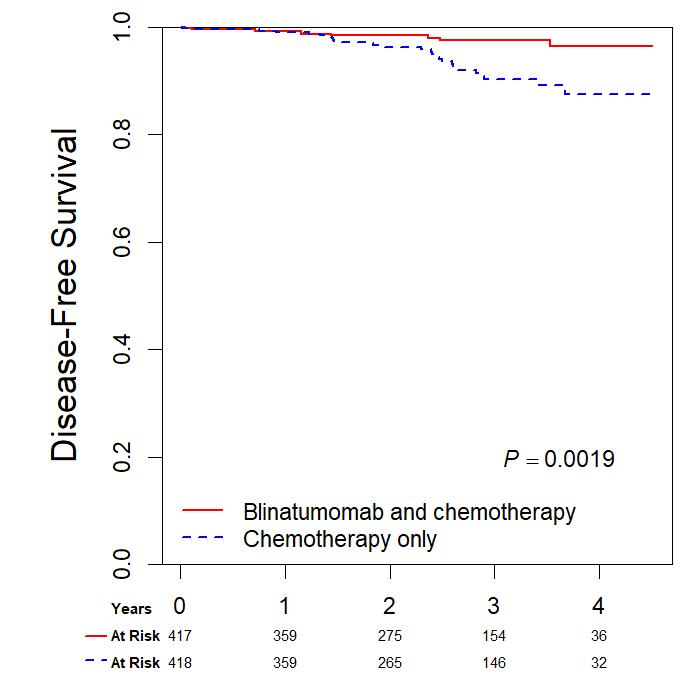 Disease-Free Survival
1.0
0.8
0.6
0.4
0.2
0.0
P = 0.0019
Blinatumomab and chemotherapy
Chemotherapy only
Years 0 1 2 3 4
At Risk 417 359 275 154 36
At Risk 418 359 265 146 32